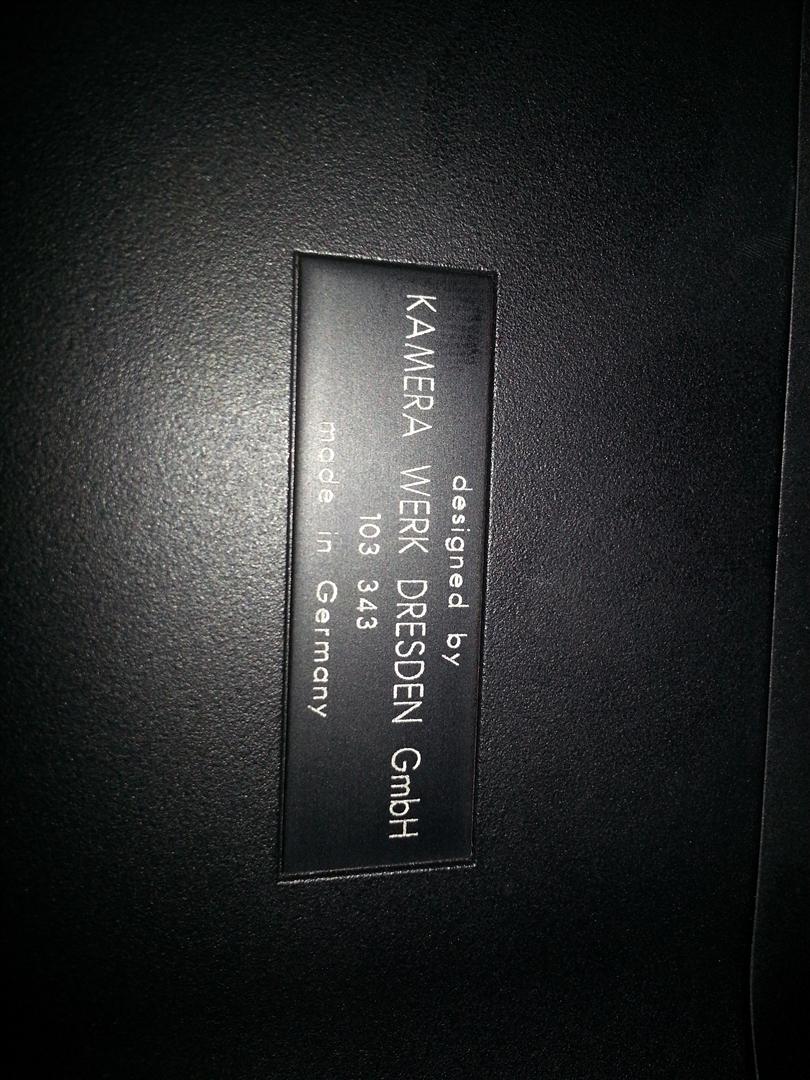 designed by
KAMERA WERK DRESDEN GmbH
103 343
made in Germany